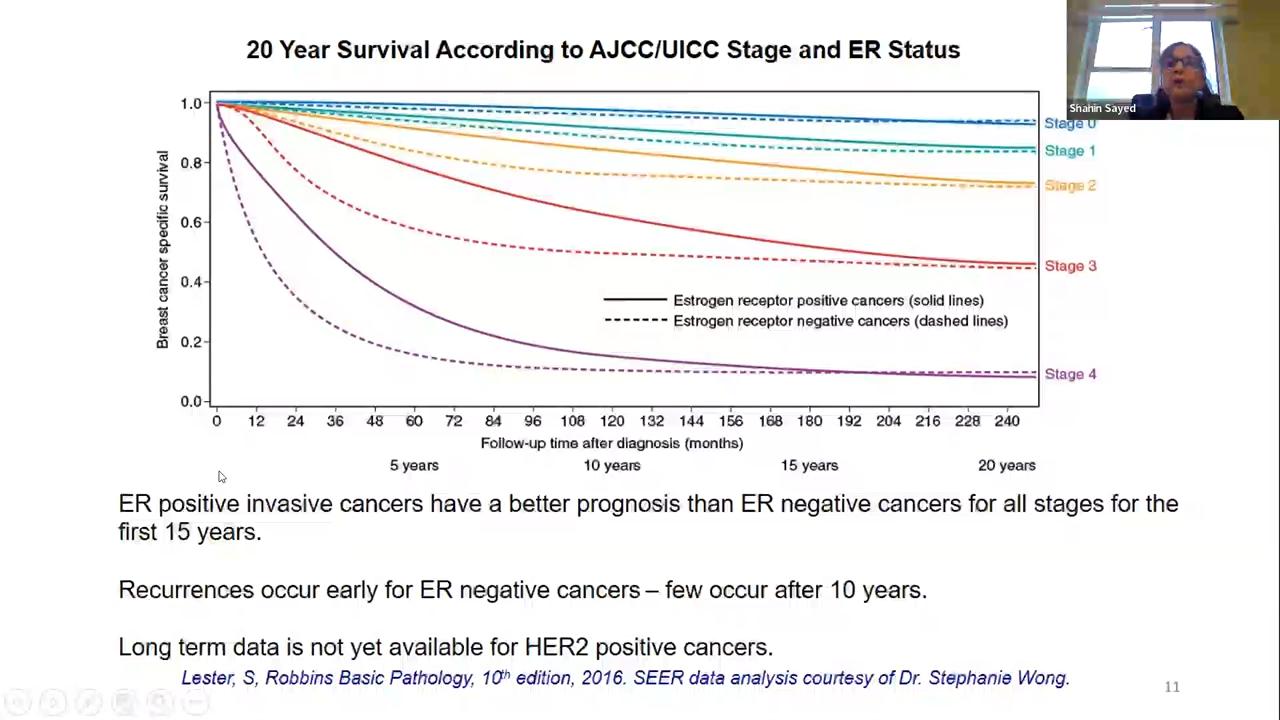 20 Year Survival According to AJCC/UICC Stage and ER Status
Shahin Sayed
Breast cancer specific survival
1.0
0.8
0.6
0.4
0.2
0.0
Stage 0
Stage 1
Stage 2
Stage 3
Stage 4
Estrogen receptor positive cancers (solid lines)
Estrogen receptor negative cancers (dashed lines)
0 12 24 36 48 60 72 84 96 108 120 132 144 156 168 180 192 204 216 228 240
Follow-up time after diagnosis (months)
5 years 10 years 15 years 20 years
ER positive invasive cancers have a better prognosis than ER negative cancers for all stages for the
first 15 years.
Recurrences occur early for ER negative cancers – few occur after 10 years.
Long term data is not yet available for HER2 positive cancers.
Lester, S, Robbins Basic Pathology, 10th edition, 2016. SEER data analysis courtesy of Dr. Stephanie Wong.
11